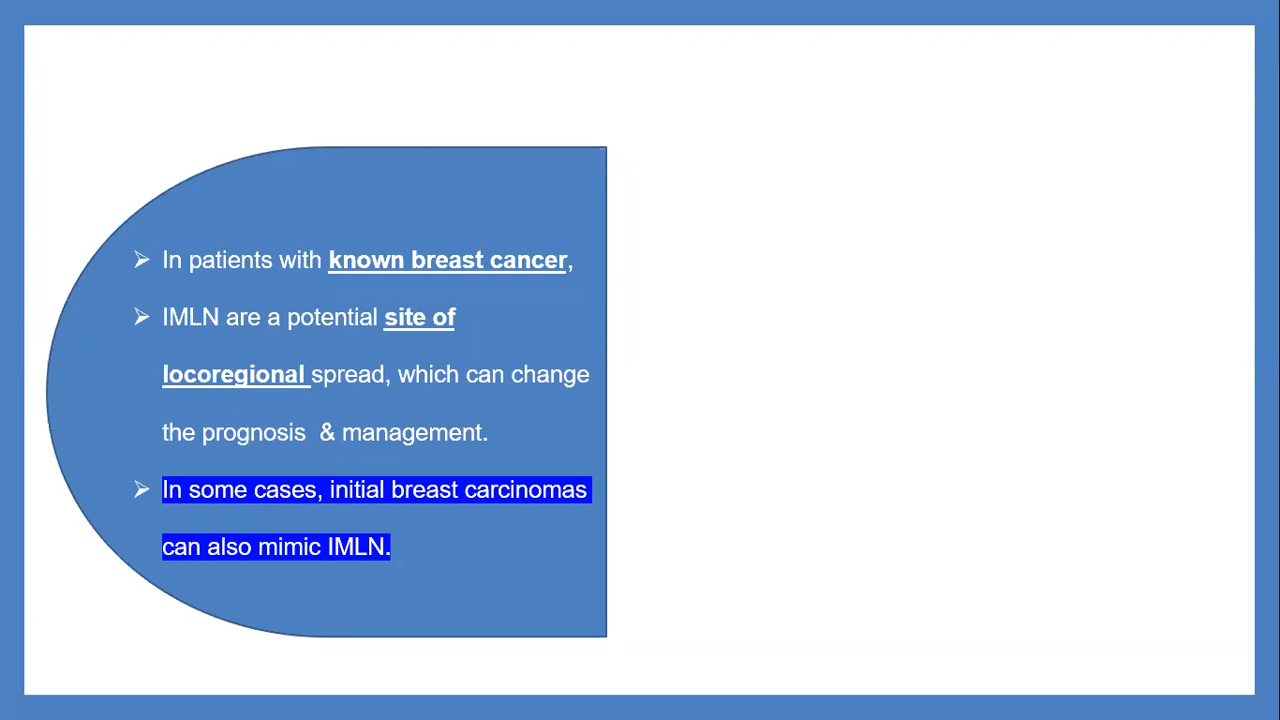 ➢ In patients with known breast cancer,
➢ IMLN are a potential site of
locoregional spread, which can change
the prognosis & management.
➢ In some cases, initial breast carcinomas
can also mimic IMLN.